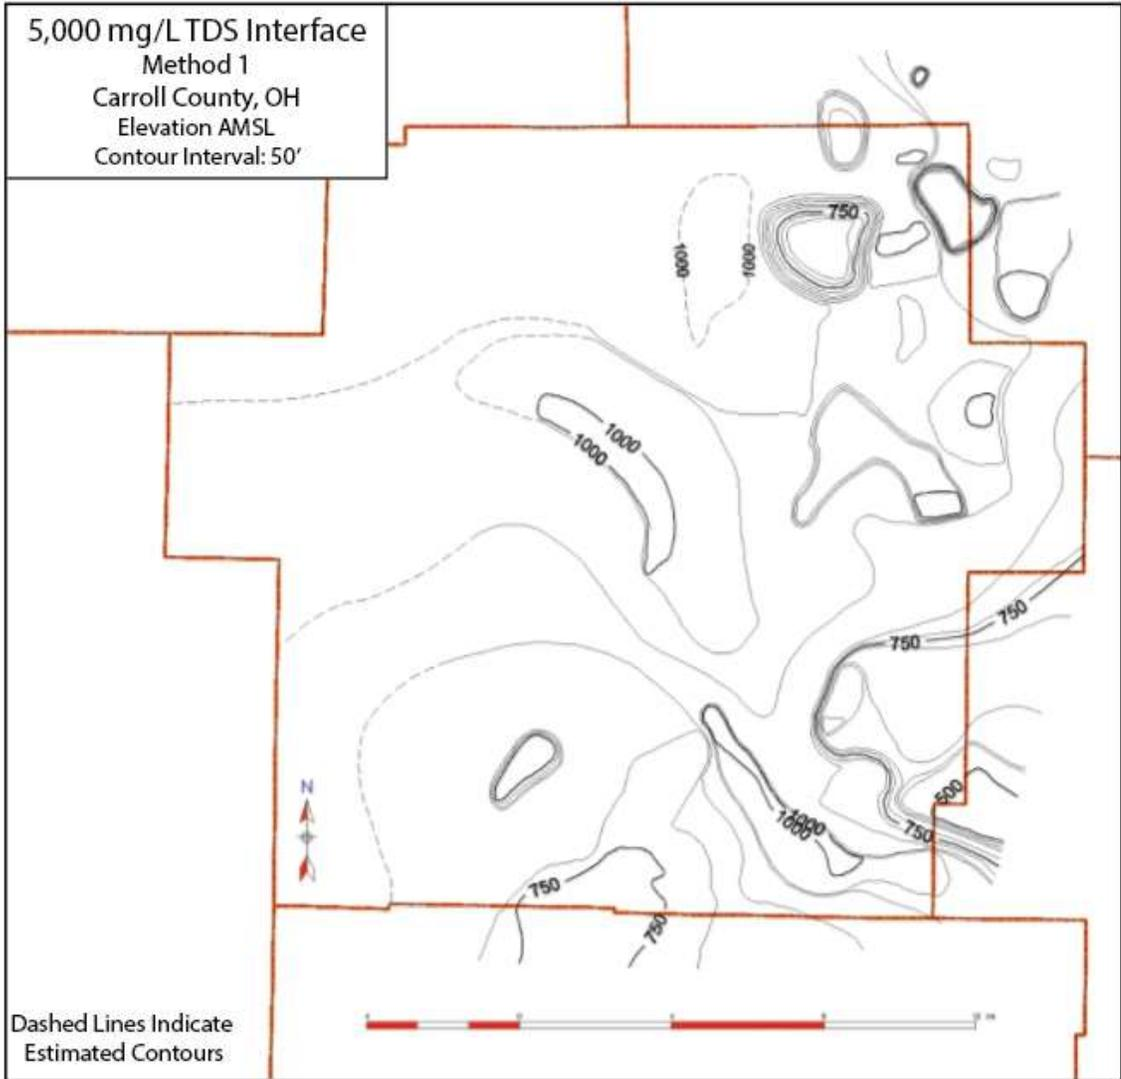 5,000 mg/L TDS Interface
Method 1
Carroll County, OH
Elevation AMSL
Contour Interval: 50'
750
1000
1000
1000
1000
750
750
1000
1000
500
750
750
750
N
Dashed Lines Indicate
Estimated Contours